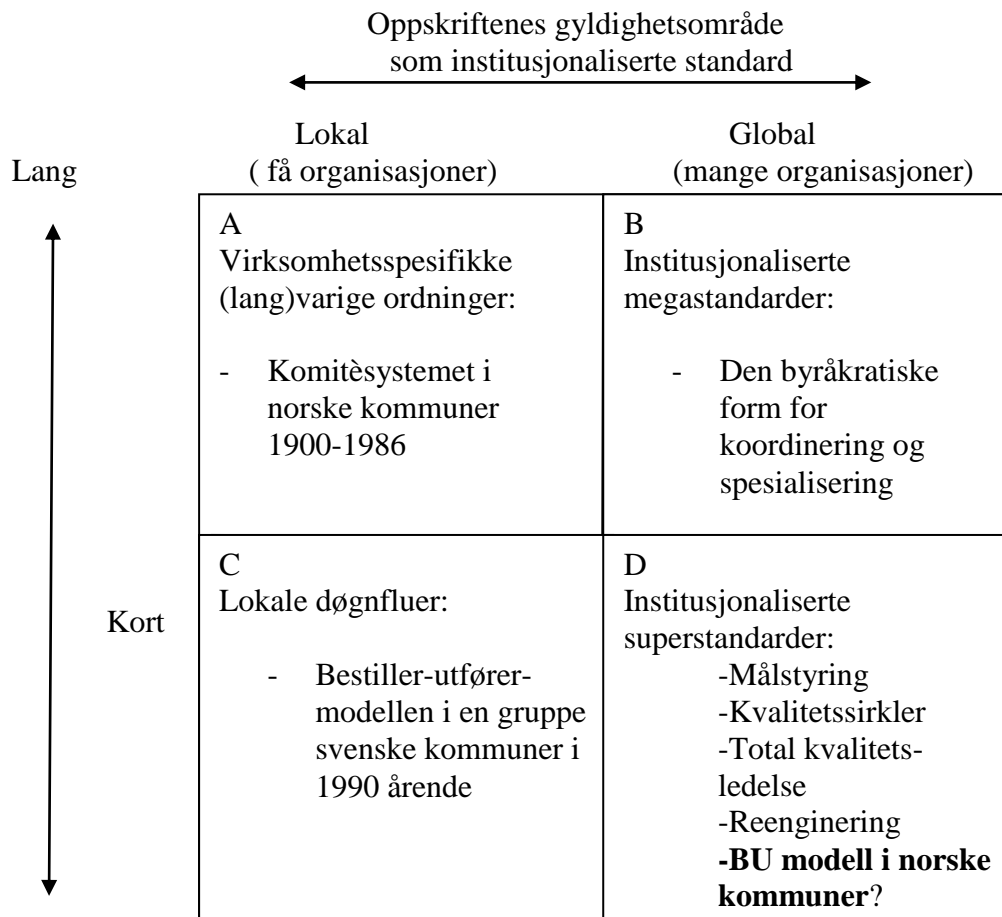 Oppskriftenes gyldighetsområde
som institusjonaliserte standard
Lokal
( få organisasjoner)
Global
(mange organisasjoner)
Lang
A
Virksomhetsspesifikke
(lang)varige ordninger:
- Komitèsystemet i
norske kommuner
1900-1986
B
Institusjonaliserte
megastandarder:
- Den byråkratiske
form for
koordinering og
spesialisering
Kort
C
Lokale døgnfluer:
- Bestiller-utfører-
modellen i en gruppe
svenske kommuner i
1990 årende
D
Institusjonaliserte
superstandarder:
-Målstyring
-Kvalitetssirkler
-Total kvalitets-
ledelse
-Reenginering
-BU modell i norske
kommuner?